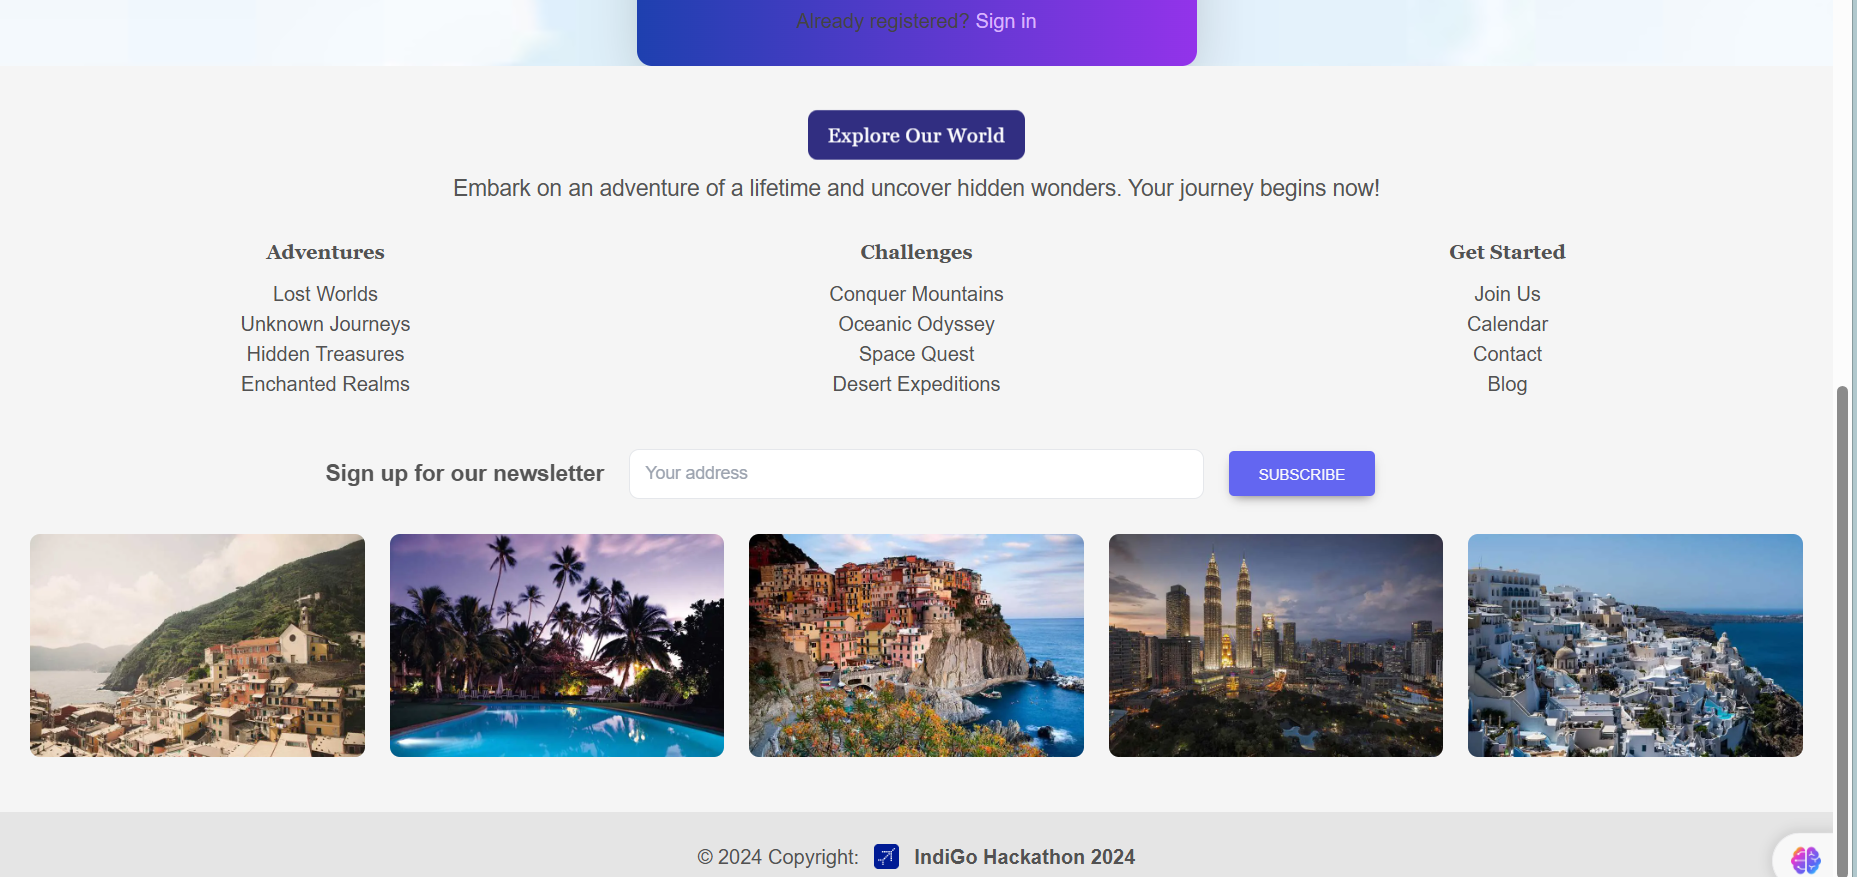 Already registered? Sign in
Explore Our World
Embark on an adventure of a lifetime and uncover hidden wonders. Your journey begins now!
Adventures
Lost Worlds
Unknown Journeys
Hidden Treasures
Enchanted Realms
Challenges
Conquer Mountains
Oceanic Odyssey
Space Quest
Desert Expeditions
Get Started
Join Us
Calendar
Contact
Blog
Sign up for our newsletter
Your address
SUBSCRIBE
© 2024 Copyright: IndiGo Hackathon 2024